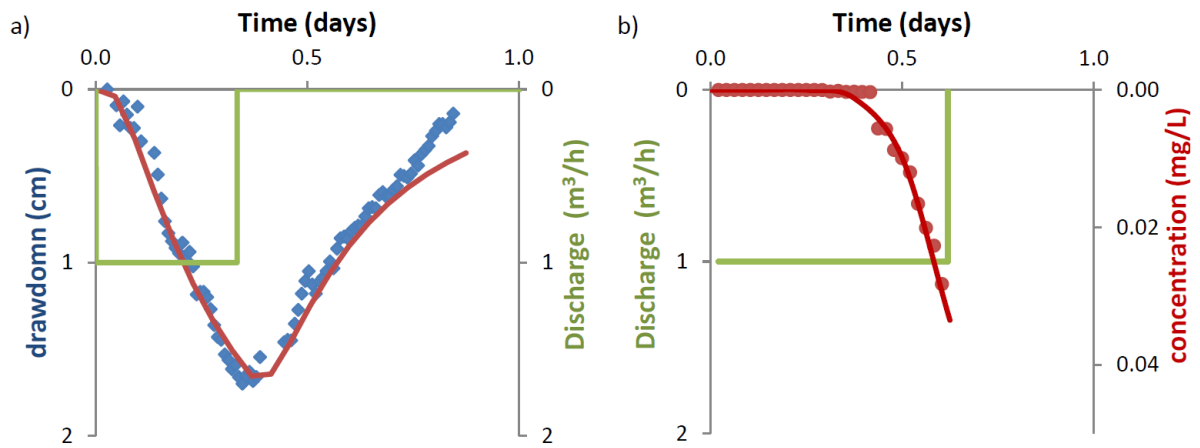 a)
Time (days)
0.0 0.5 1.0
0
1
2
drawdomn (cm)
0
1
2
Discharge (m³/h)
b)
Time (days)
0.0 0.5 1.0
0
1
2
Discharge (m³/h)
0.00
0.02
0.04
concentration (mg/L)